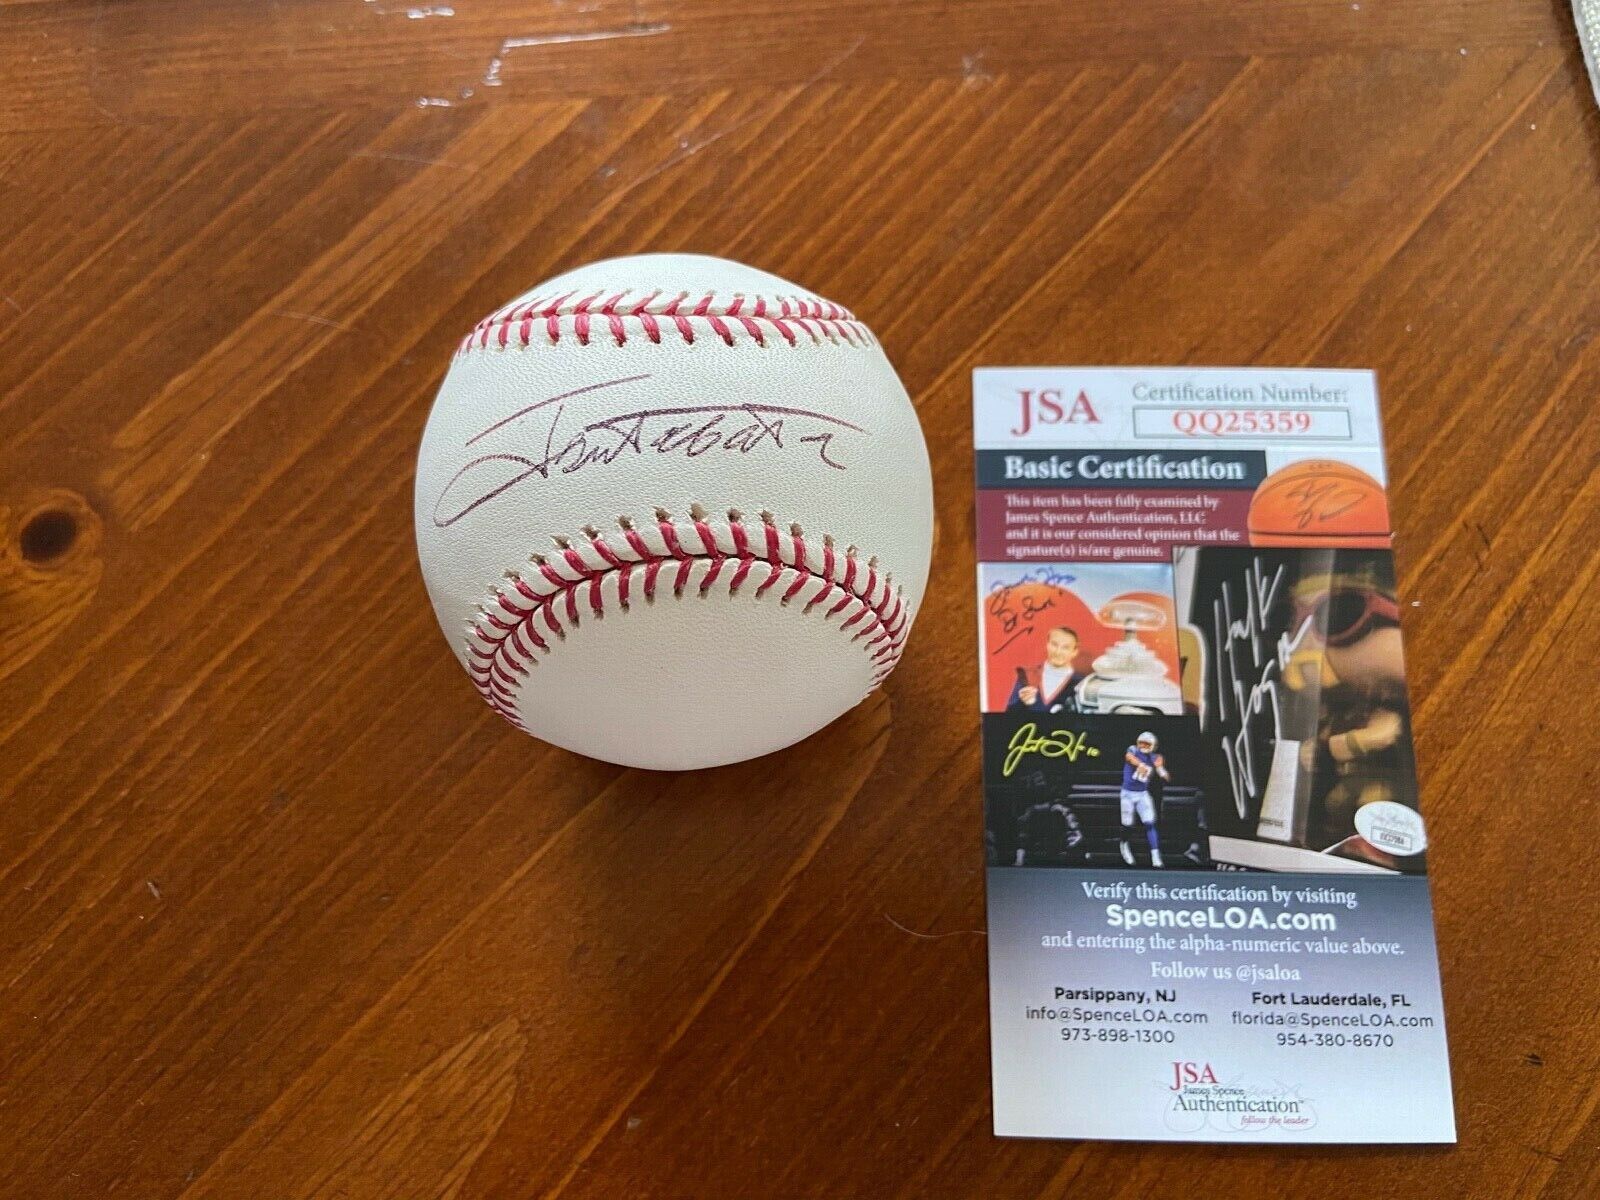 JSA
Certification Number:
QQ25359
Basic Certification
This item has been fully examined by
James Spence Authentication, LLC
and it is our considered opinion that the
signature(s) is/are genuine.
Hulk
Hogan
Verify this certification by visiting
SpenceLOA.com
and entering the alpha-numeric value above.
Follow us @jsaloa
Parsippany, NJ
info@SpenceLOA.com
973-898-1300
Fort Lauderdale, FL
florida@SpenceLOA.com
954-380-8670
JSA
James Spence
Authentication™
follow the leader